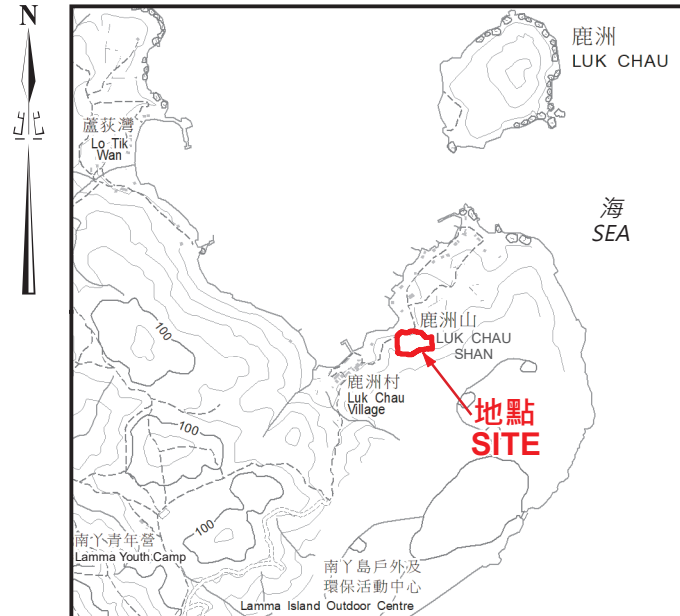 N
鹿洲
LUK CHAU
蘆荻灣
Lo Tik
Wan
海
SEA
鹿洲山
LUK CHAU
SHAN
100
鹿洲村
Luk Chau
Village
地點
SITE
100
100
南丫青年營
Lamma Youth Camp
南丫島戶外及
環保活動中心
Lamma Island Outdoor Centre